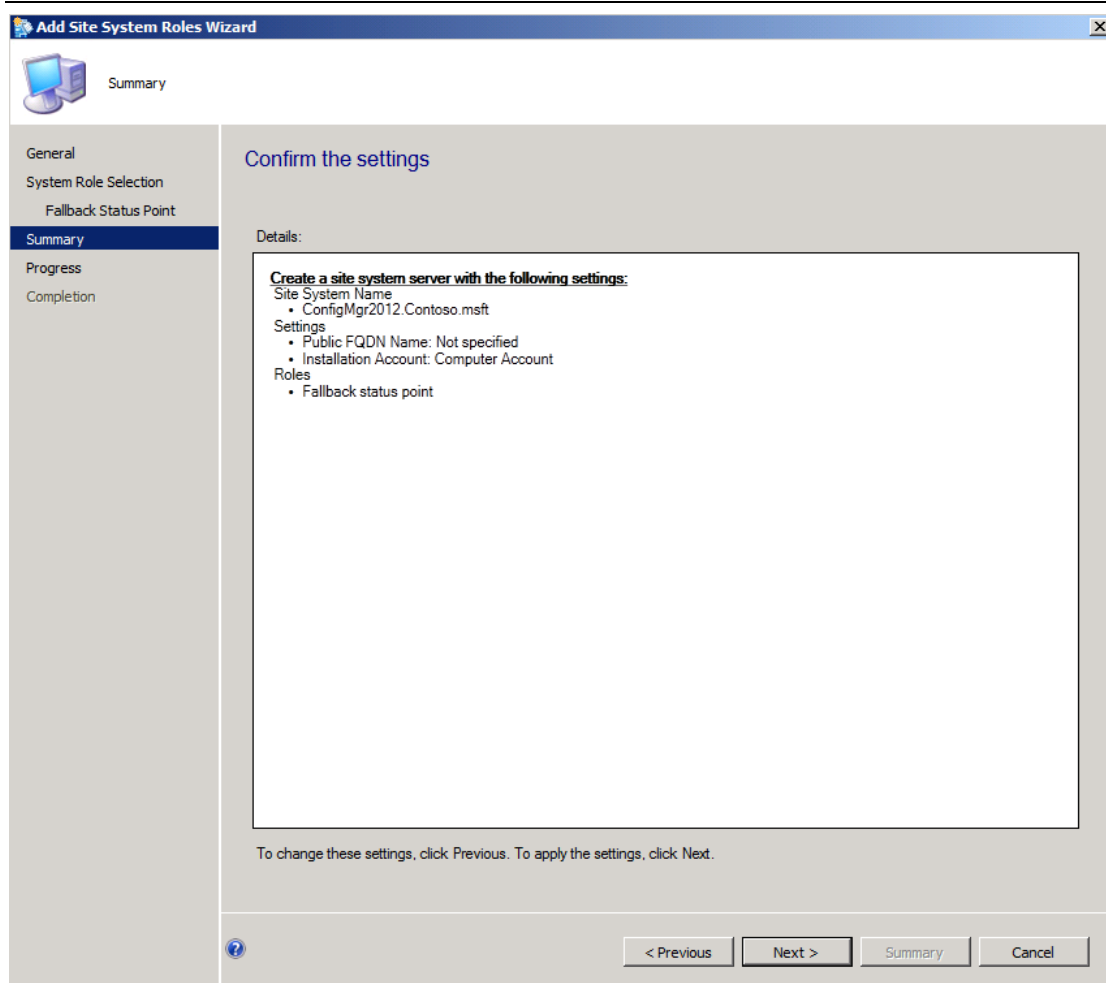 Add Site System Roles Wizard
Summary
General
System Role Selection
Fallback Status Point
Summary
Progress
Completion
Confirm the settings
Details:
Create a site system server with the following settings:
Site System Name
• ConfigMgr2012.Contoso.msft
Settings
• Public FQDN Name: Not specified
• Installation Account: Computer Account
Roles
• Fallback status point
To change these settings, click Previous. To apply the settings, click Next.
< Previous Next > Summary Cancel